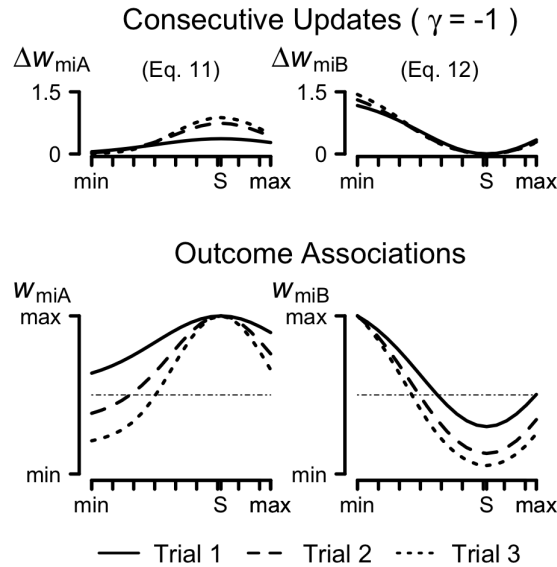 Consecutive Updates ( γ = -1 )
ΔwmiA (Eq. 11) ΔwmiB (Eq. 12)
1.5 1.5
0 0
min S max min S max
Outcome Associations
wmiA wmiB
max max
min min
min S max min S max
Trial 1 Trial 2 Trial 3